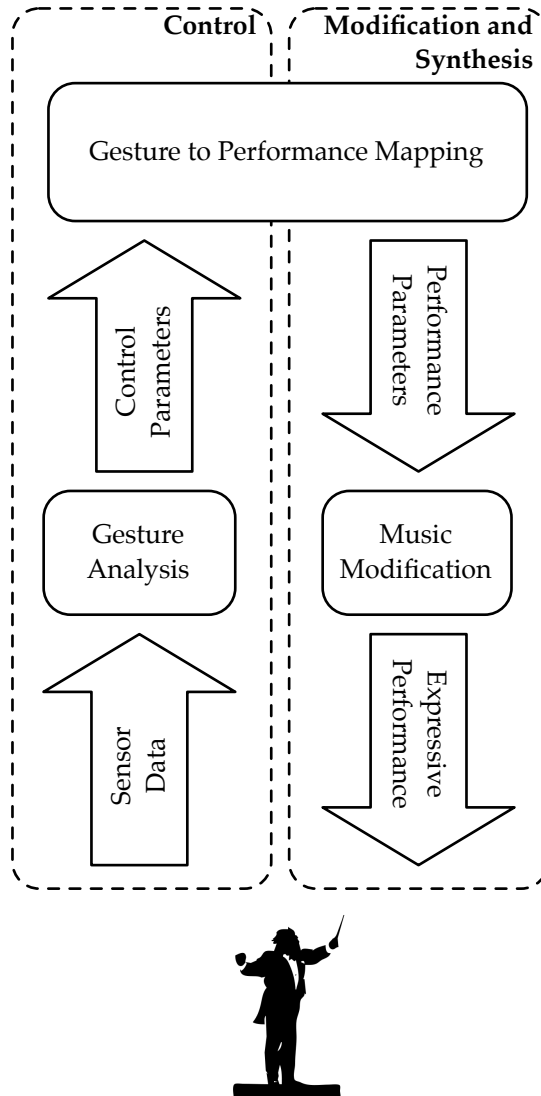 Control
Modification and
Synthesis
Gesture to Performance Mapping
Control
Parameters
Performance
Parameters
Gesture
Analysis
Music
Modification
Sensor
Data
Expressive
Performance